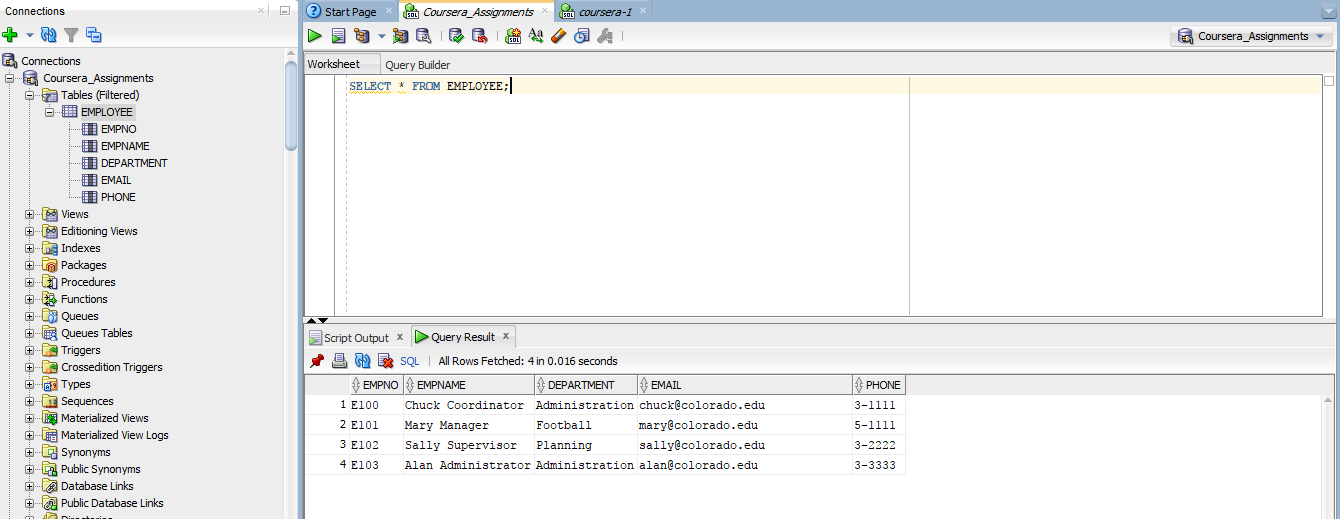 Connections
Connections
Coursera_Assignments
Tables (Filtered)
EMPLOYEE
EMPNO
EMPNAME
DEPARTMENT
EMAIL
PHONE
Views
Editioning Views
Indexes
Packages
Procedures
Functions
Queues
Queues Tables
Triggers
Crossedition Triggers
Types
Sequences
Materialized Views
Materialized View Logs
Synonyms
Public Synonyms
Database Links
Public Database Links
Directories
Start Page Coursera_Assignments coursera-1
Coursera_Assignments
Worksheet Query Builder
SELECT * FROM EMPLOYEE;
Script Output x Query Result x
SQL | All Rows Fetched: 4 in 0.016 seconds
EMPNO EMPNAME DEPARTMENT EMAIL PHONE
1 E100 Chuck Coordinator Administration chuck@colorado.edu 3-1111
2 E101 Mary Manager Football mary@colorado.edu 5-1111
3 E102 Sally Supervisor Planning sally@colorado.edu 3-2222
4 E103 Alan Administrator Administration alan@colorado.edu 3-3333